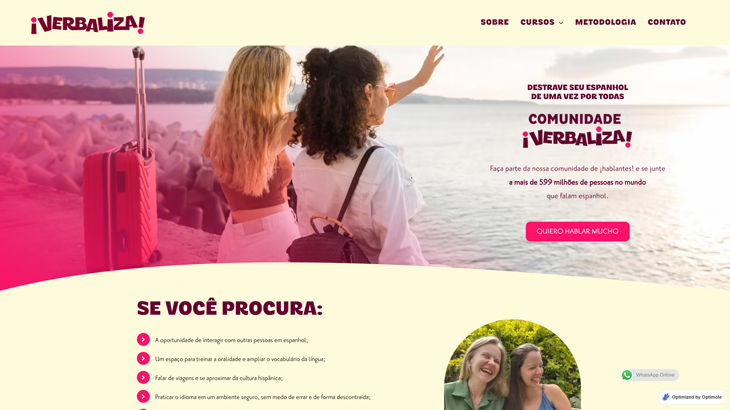 ¡VERBALIZA!
SOBRE CURSOS METODOLOGIA CONTATO
DESTRAVE SEU ESPANHOL
DE UMA VEZ POR TODAS
COMUNIDADE
¡VERBALIZA!
Faça parte da nossa comunidade de ¡hablantes! e se junte
a mais de 599 milhões de pessoas no mundo
que falam espanhol.
QUIERO HABLAR MUCHO
SE VOCÊ PROCURA:
A oportunidade de interagir com outras pessoas em espanhol;
Um espaço para treinar a oralidade e ampliar o vocabulário da língua;
Falar de viagens e se aproximar da cultura hispânica;
Praticar o idioma em um ambiente seguro, sem medo de errar e de forma descontraída;
WhatsApp Online
Optimized by Optimole